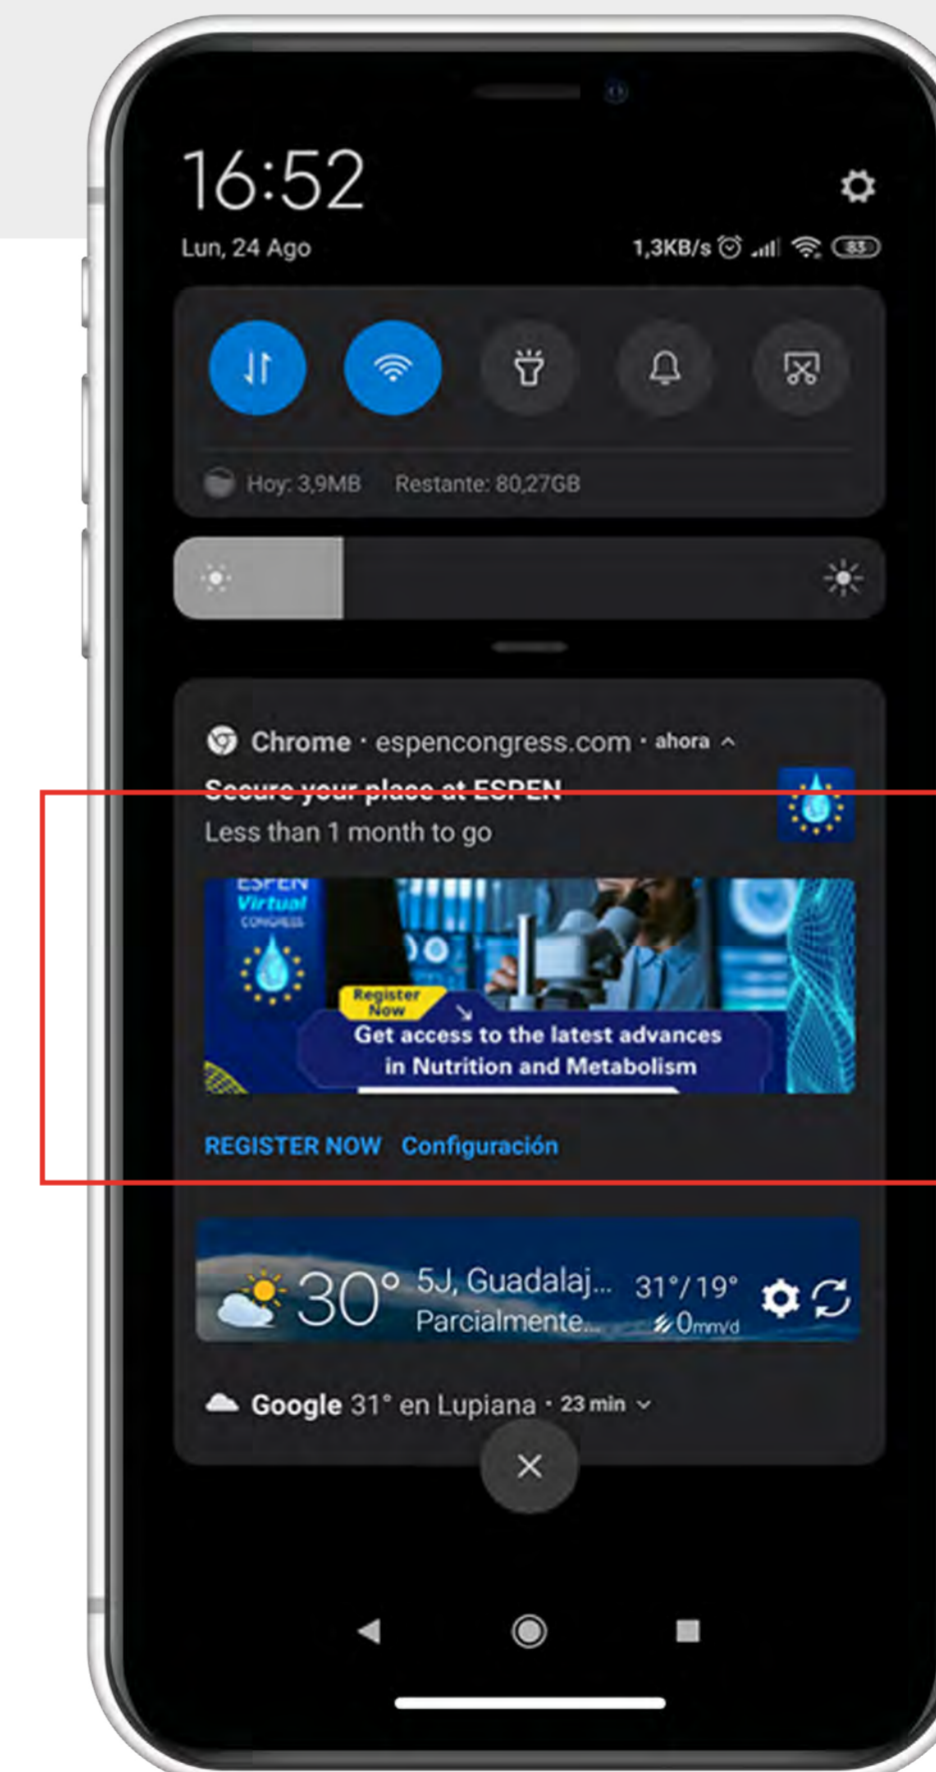 16:52
Lun, 24 Ago
1,3KB/s 83
Hoy: 3,9MB Restante: 80,27GB
Chrome · espencongress.com · ahora
Secure your place at ESPEN
Less than 1 month to go
ESPEN
Virtual
CONGRESS
Register
Now
Get access to the latest advances
in Nutrition and Metabolism
REGISTER NOW Configuración
30° 5J, Guadalaj... 31°/19°
Parcialmente... 0mm/d
Google 31° en Lupiana · 23 min